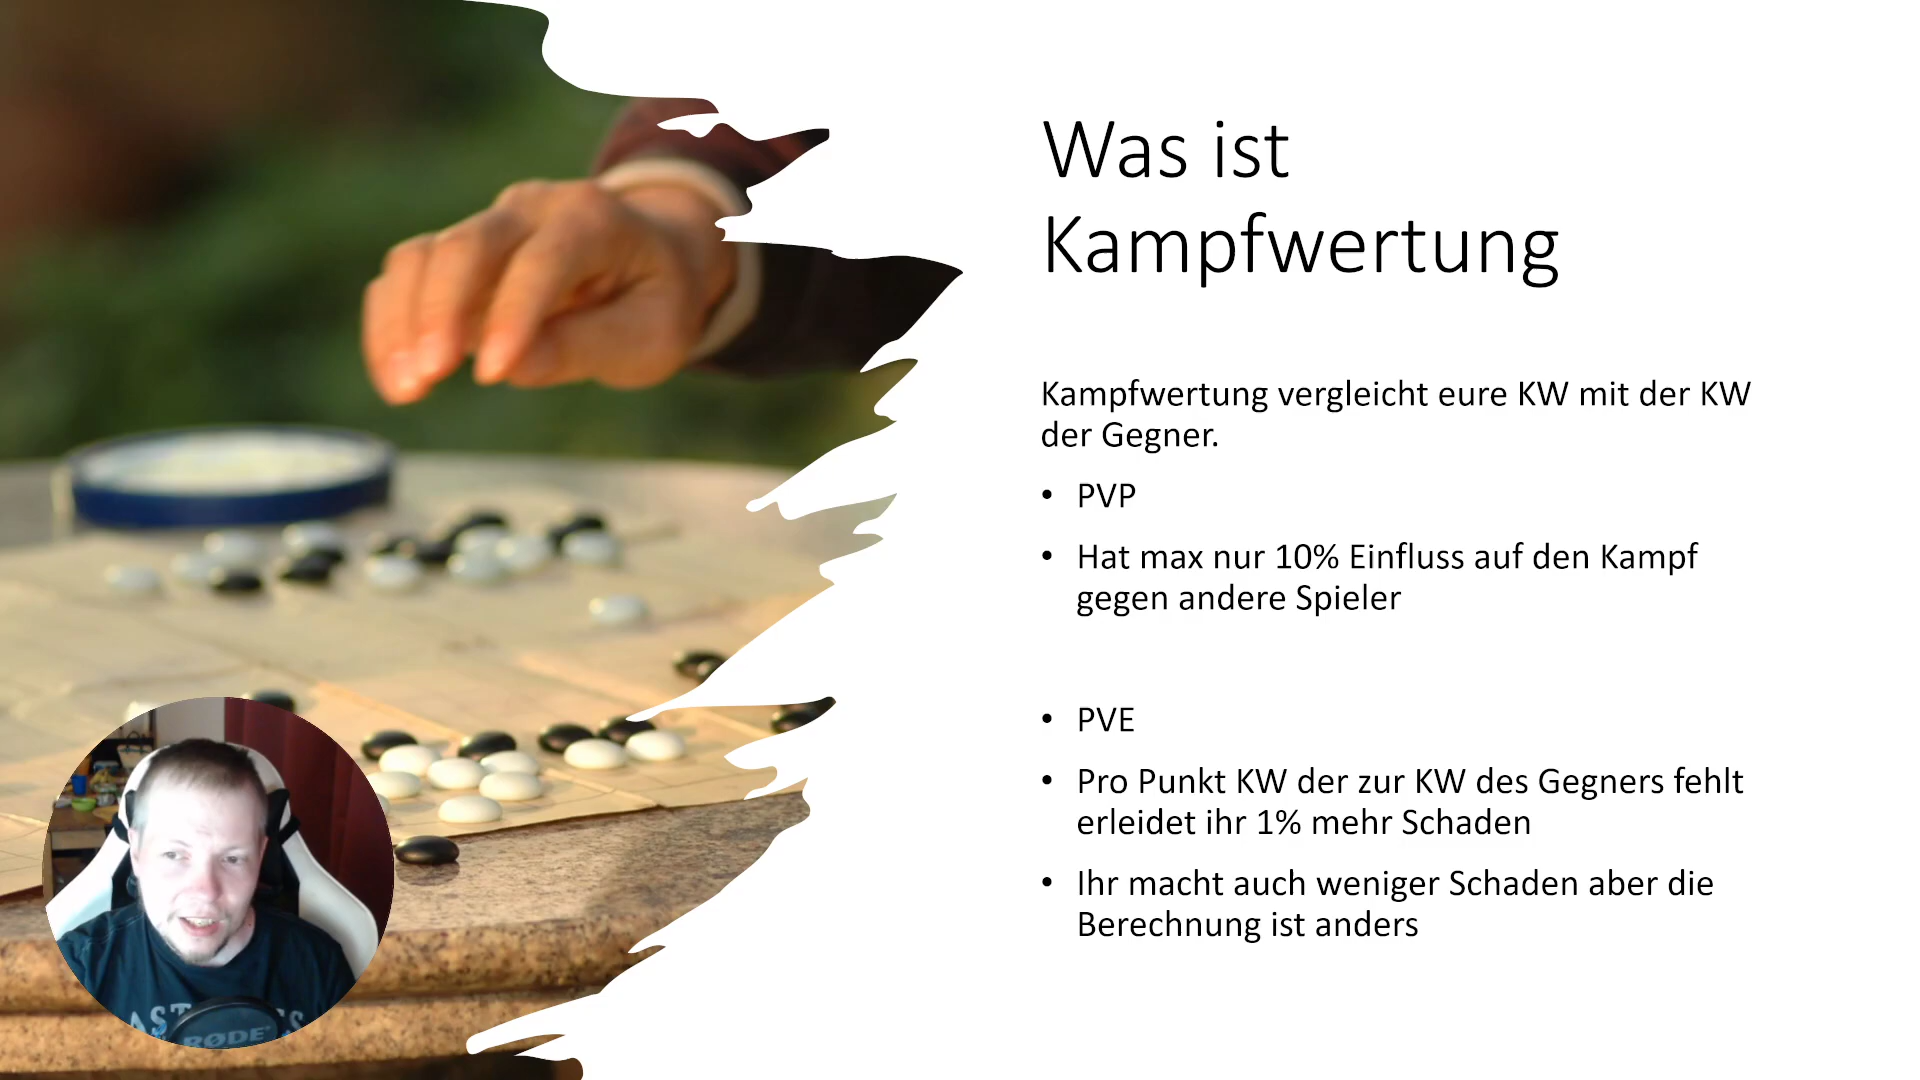 Was ist
Kampfwertung
Kampfwertung vergleicht eure KW mit der KW
der Gegner.
• PVP
• Hat max nur 10% Einfluss auf den Kampf
gegen andere Spieler
• PVE
• Pro Punkt KW der zur KW des Gegners fehlt
erleidet ihr 1% mehr Schaden
• Ihr macht auch weniger Schaden aber die
Berechnung ist anders
RØDE